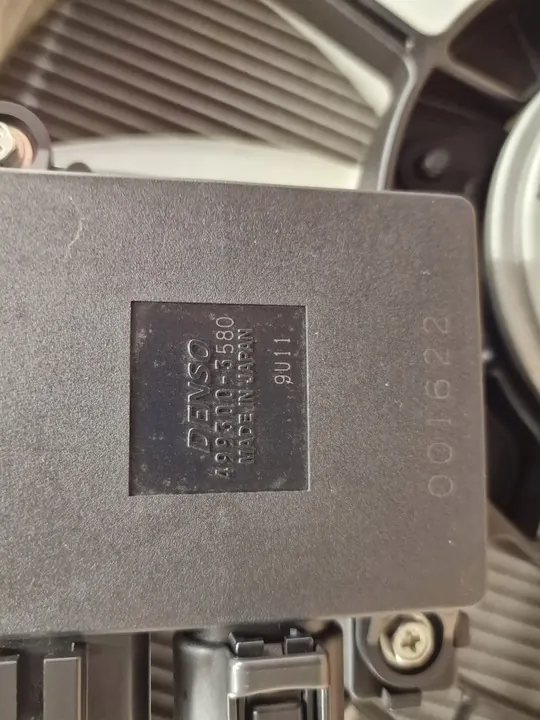 DENSO
499300-3580
MADE IN JAPAN
9U11
001622